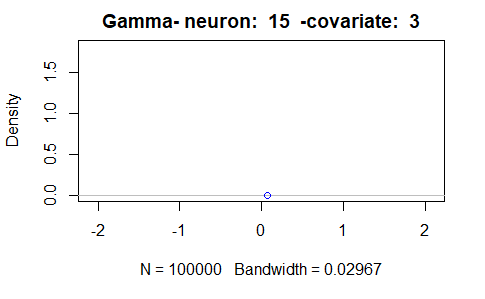 Gamma- neuron: 15 -covariate: 3
Density
1.5
1.0
0.5
0.0
-2 -1 0 1 2
N = 100000 Bandwidth = 0.02967